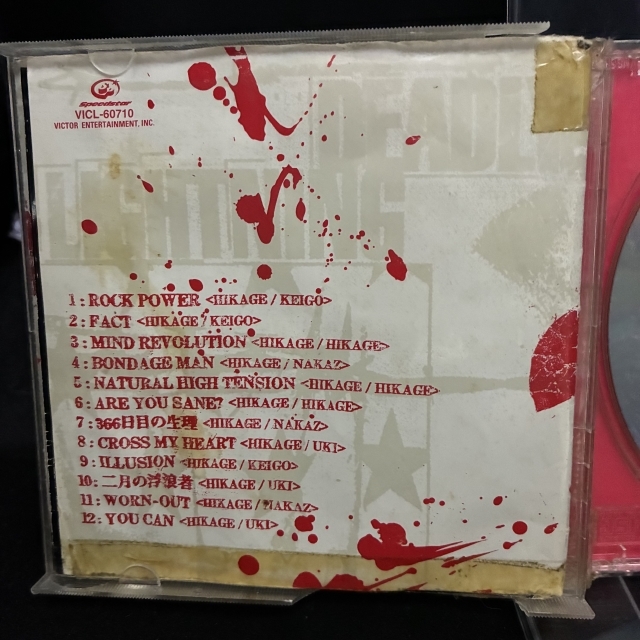 Speedstar
VICL-60710
VICTOR ENTERTAINMENT, INC.
DEADLY
LIGHTNING
1 : ROCK POWER <HIKAGE / KEIGO>
2 : FACT <HIKAGE / KEIGO>
3 : MIND REVOLUTION <HIKAGE / HIKAGE>
4 : BONDAGE MAN <HIKAGE / NAKAZ>
5 : NATURAL HIGH TENSION <HIKAGE / HIKAGE>
6 : ARE YOU SANE? <HIKAGE / HIKAGE>
7 : 366日目の生理 <HIKAGE / NAKAZ>
8 : CROSS MY HEART <HIKAGE / UKI>
9 : ILLUSION <HIKAGE / KEIGO>
10 : 二月の浮浪者 <HIKAGE / UKI>
11 : WORN-OUT <HIKAGE / NAKAZ>
12 : YOU CAN <HIKAGE / UKI>